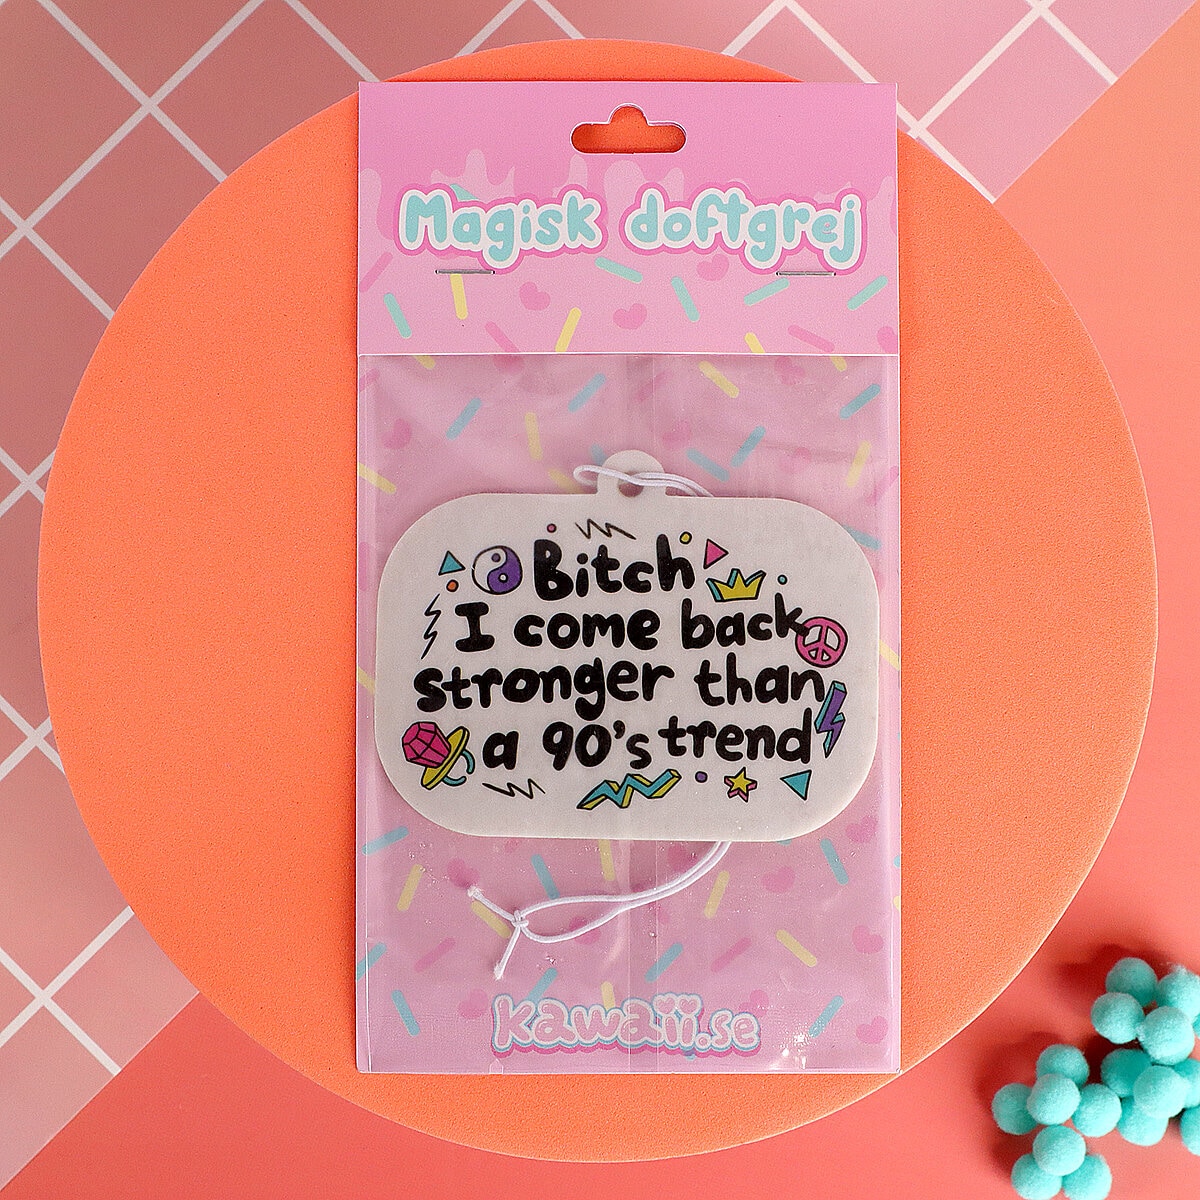 Magisk doftgrej
Bitch
I come back
stronger than
a 90's trend
kawaii.se